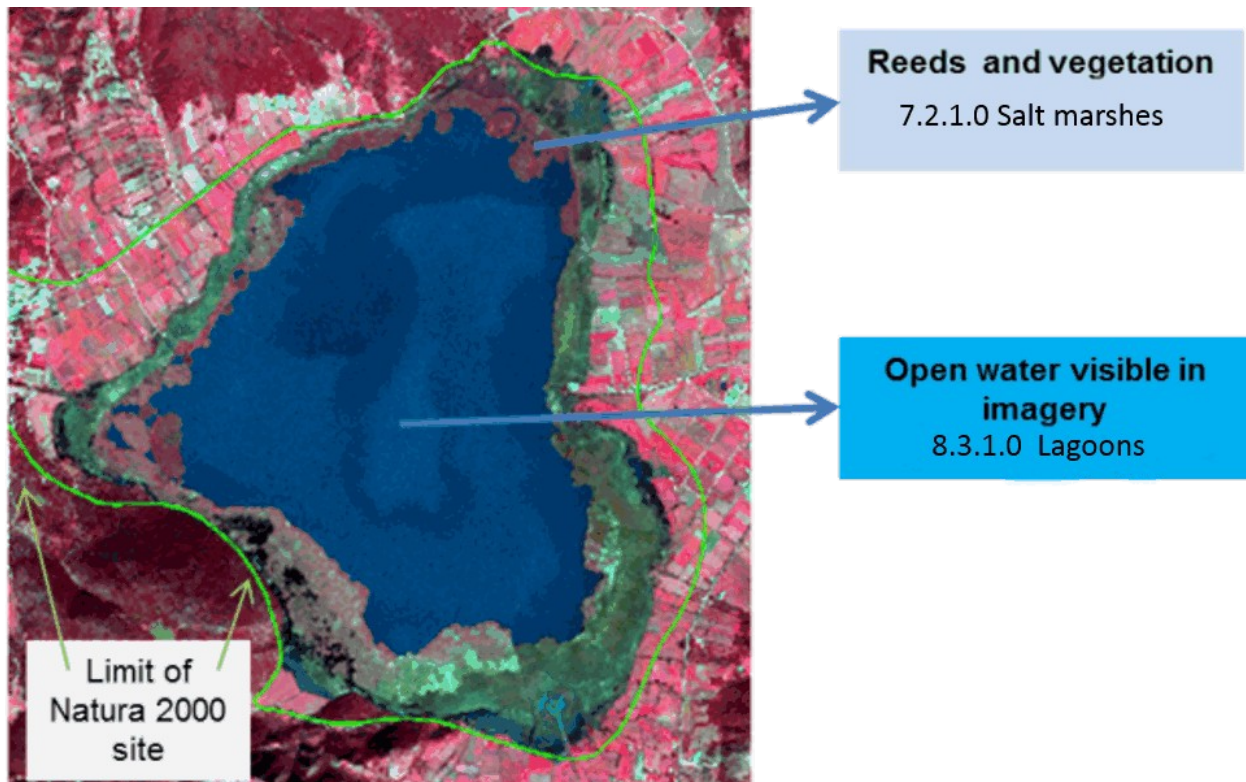 Reeds and vegetation
7.2.1.0 Salt marshes
Open water visible in
imagery
8.3.1.0 Lagoons
Limit of
Natura 2000
site